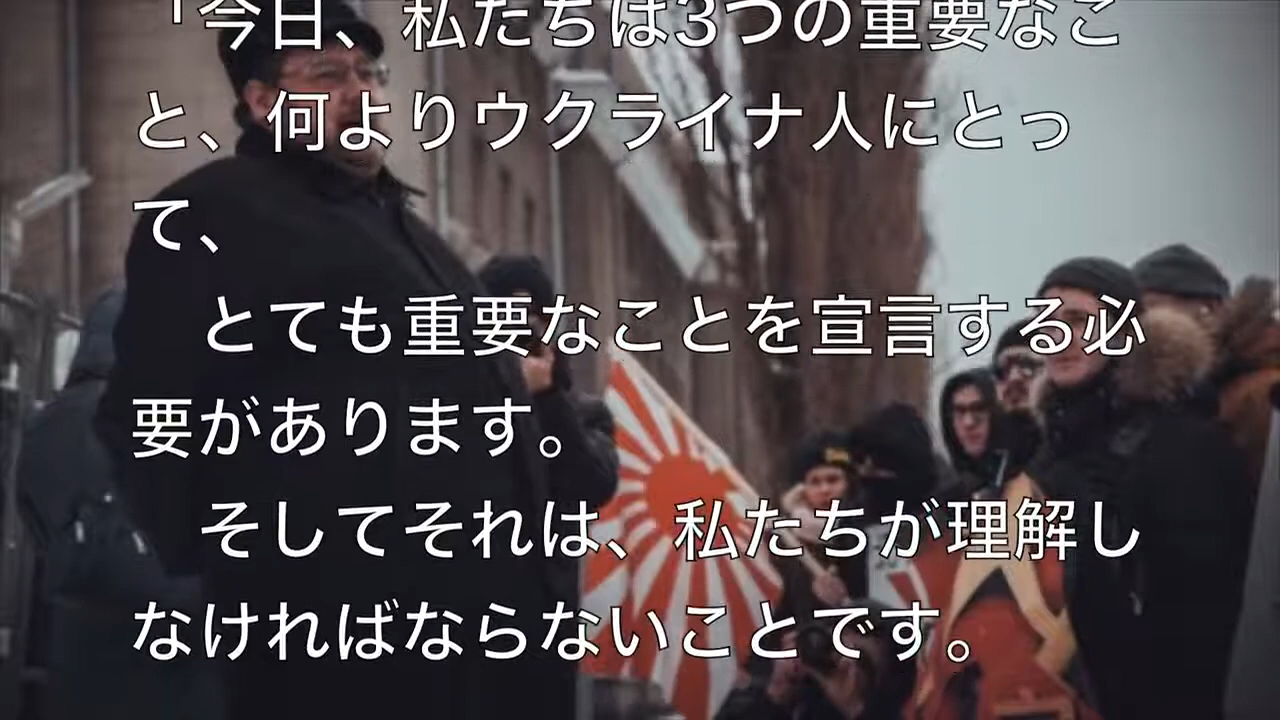 「今日、私たちは3つの重要なこ
と、何よりウクライナ人にとっ
て、
とても重要なことを宣言する必
要があります。
そしてそれは、私たちが理解し
なければならないことです。